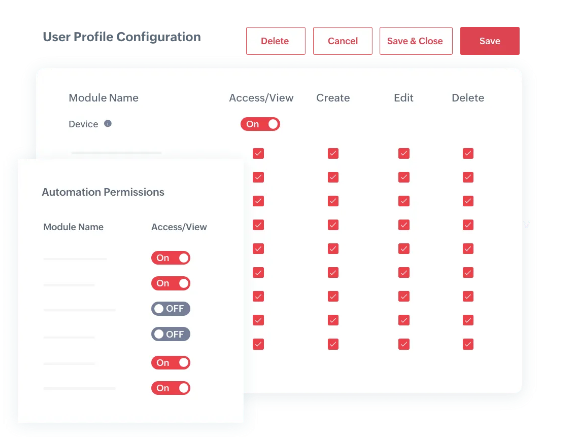 User Profile Configuration
Delete
Cancel
Save & Close
Save
Module Name Access/View Create Edit Delete
Device On
Automation Permissions
Module Name Access/View
On
On
OFF
OFF
On
On